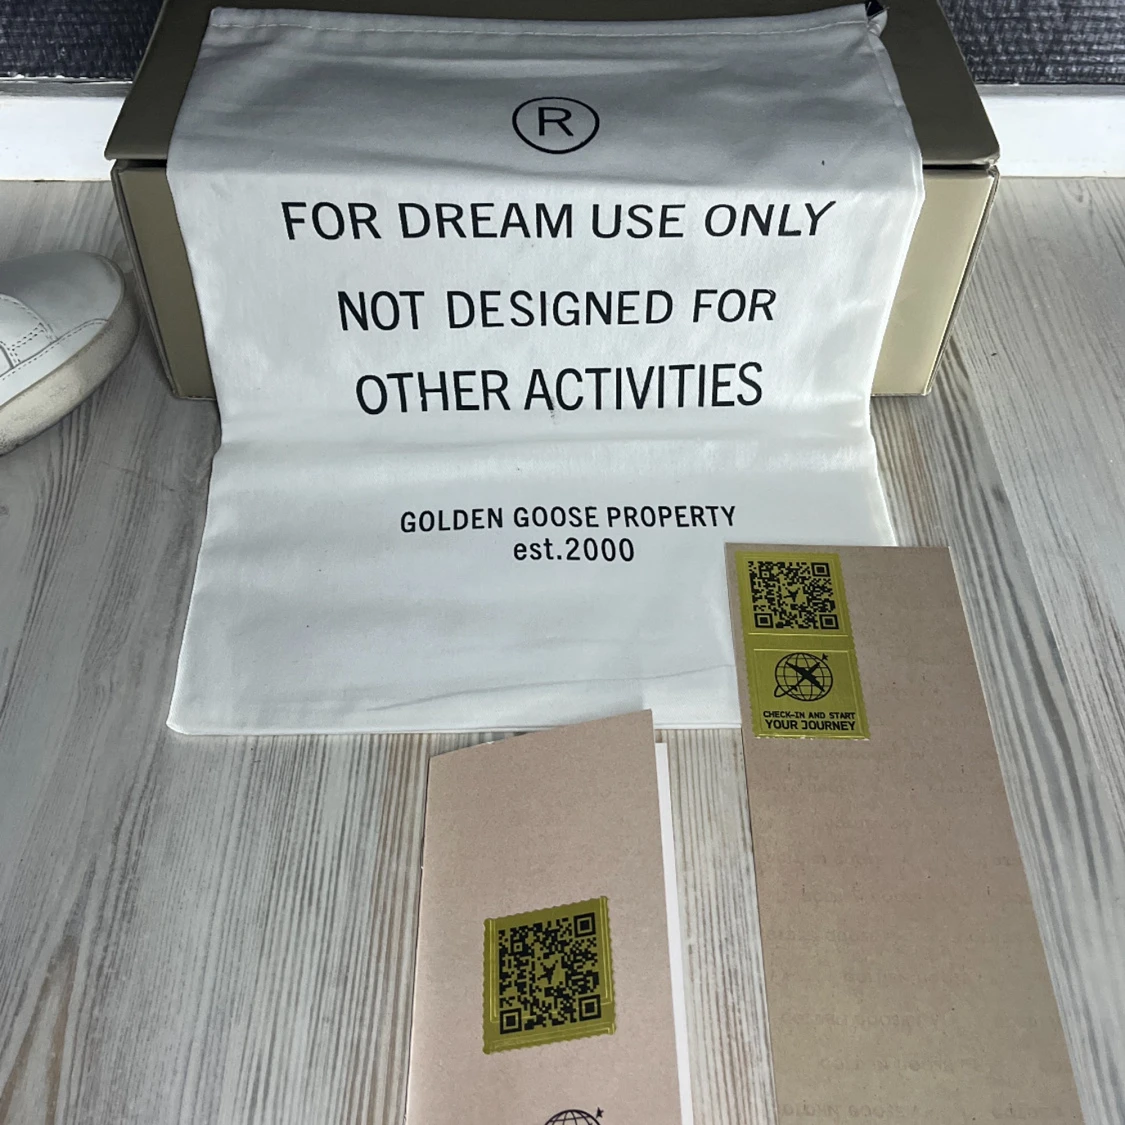 R
FOR DREAM USE ONLY
NOT DESIGNED FOR
OTHER ACTIVITIES
GOLDEN GOOSE PROPERTY
est.2000
CHECK-IN AND START
YOUR JOURNEY